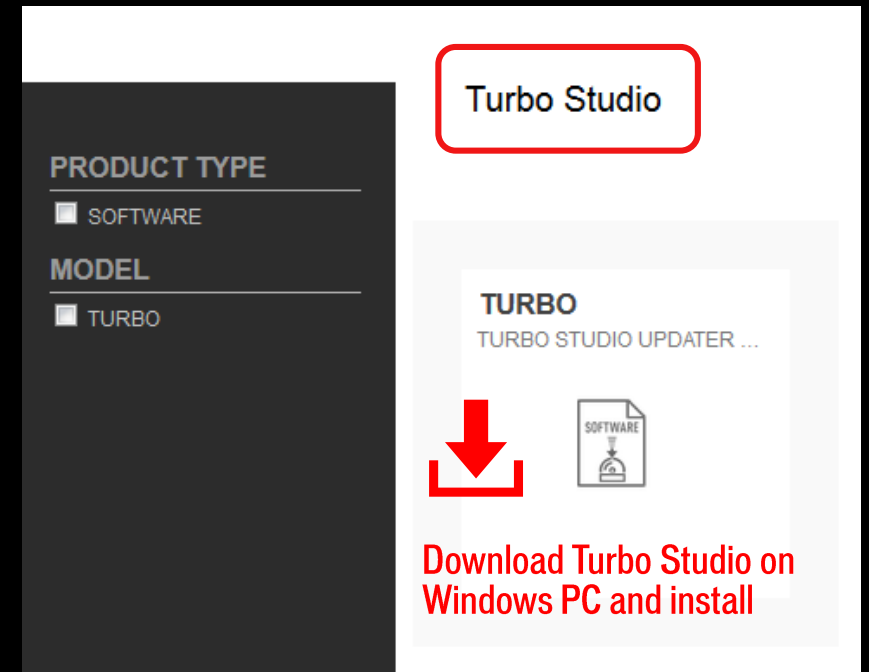 Turbo Studio
PRODUCT TYPE
SOFTWARE
MODEL
TURBO
TURBO
TURBO STUDIO UPDATER ...
SOFTWARE
Download Turbo Studio on
Windows PC and install